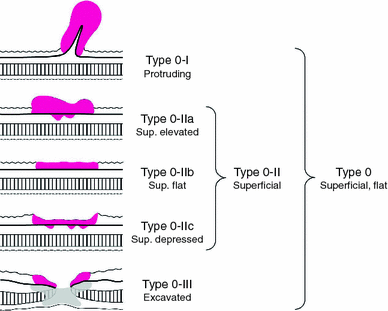 Type 0-I
Protruding
Type 0-IIa
Sup. elevated
Type 0-IIb
Sup. flat
Type 0-IIc
Sup. depressed
Type 0-III
Excavated
Type 0-II
Superficial
Type 0
Superficial, flat